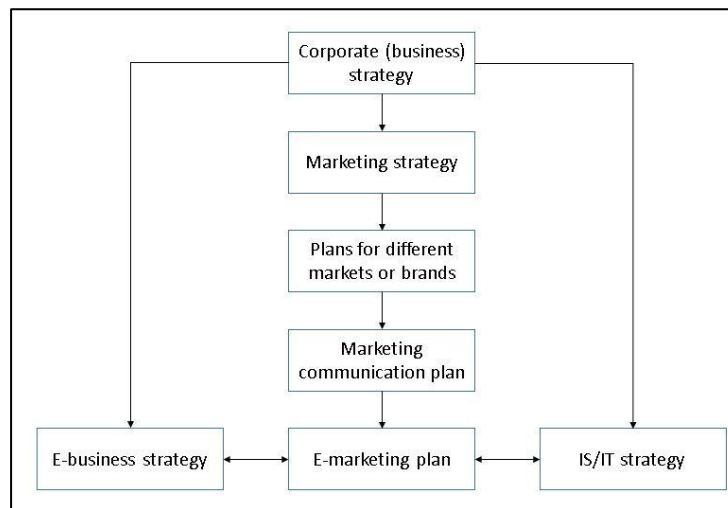 Corporate (business)
strategy
Marketing strategy
Plans for different
markets or brands
Marketing
communication plan
E-business strategy
E-marketing plan
IS/IT strategy